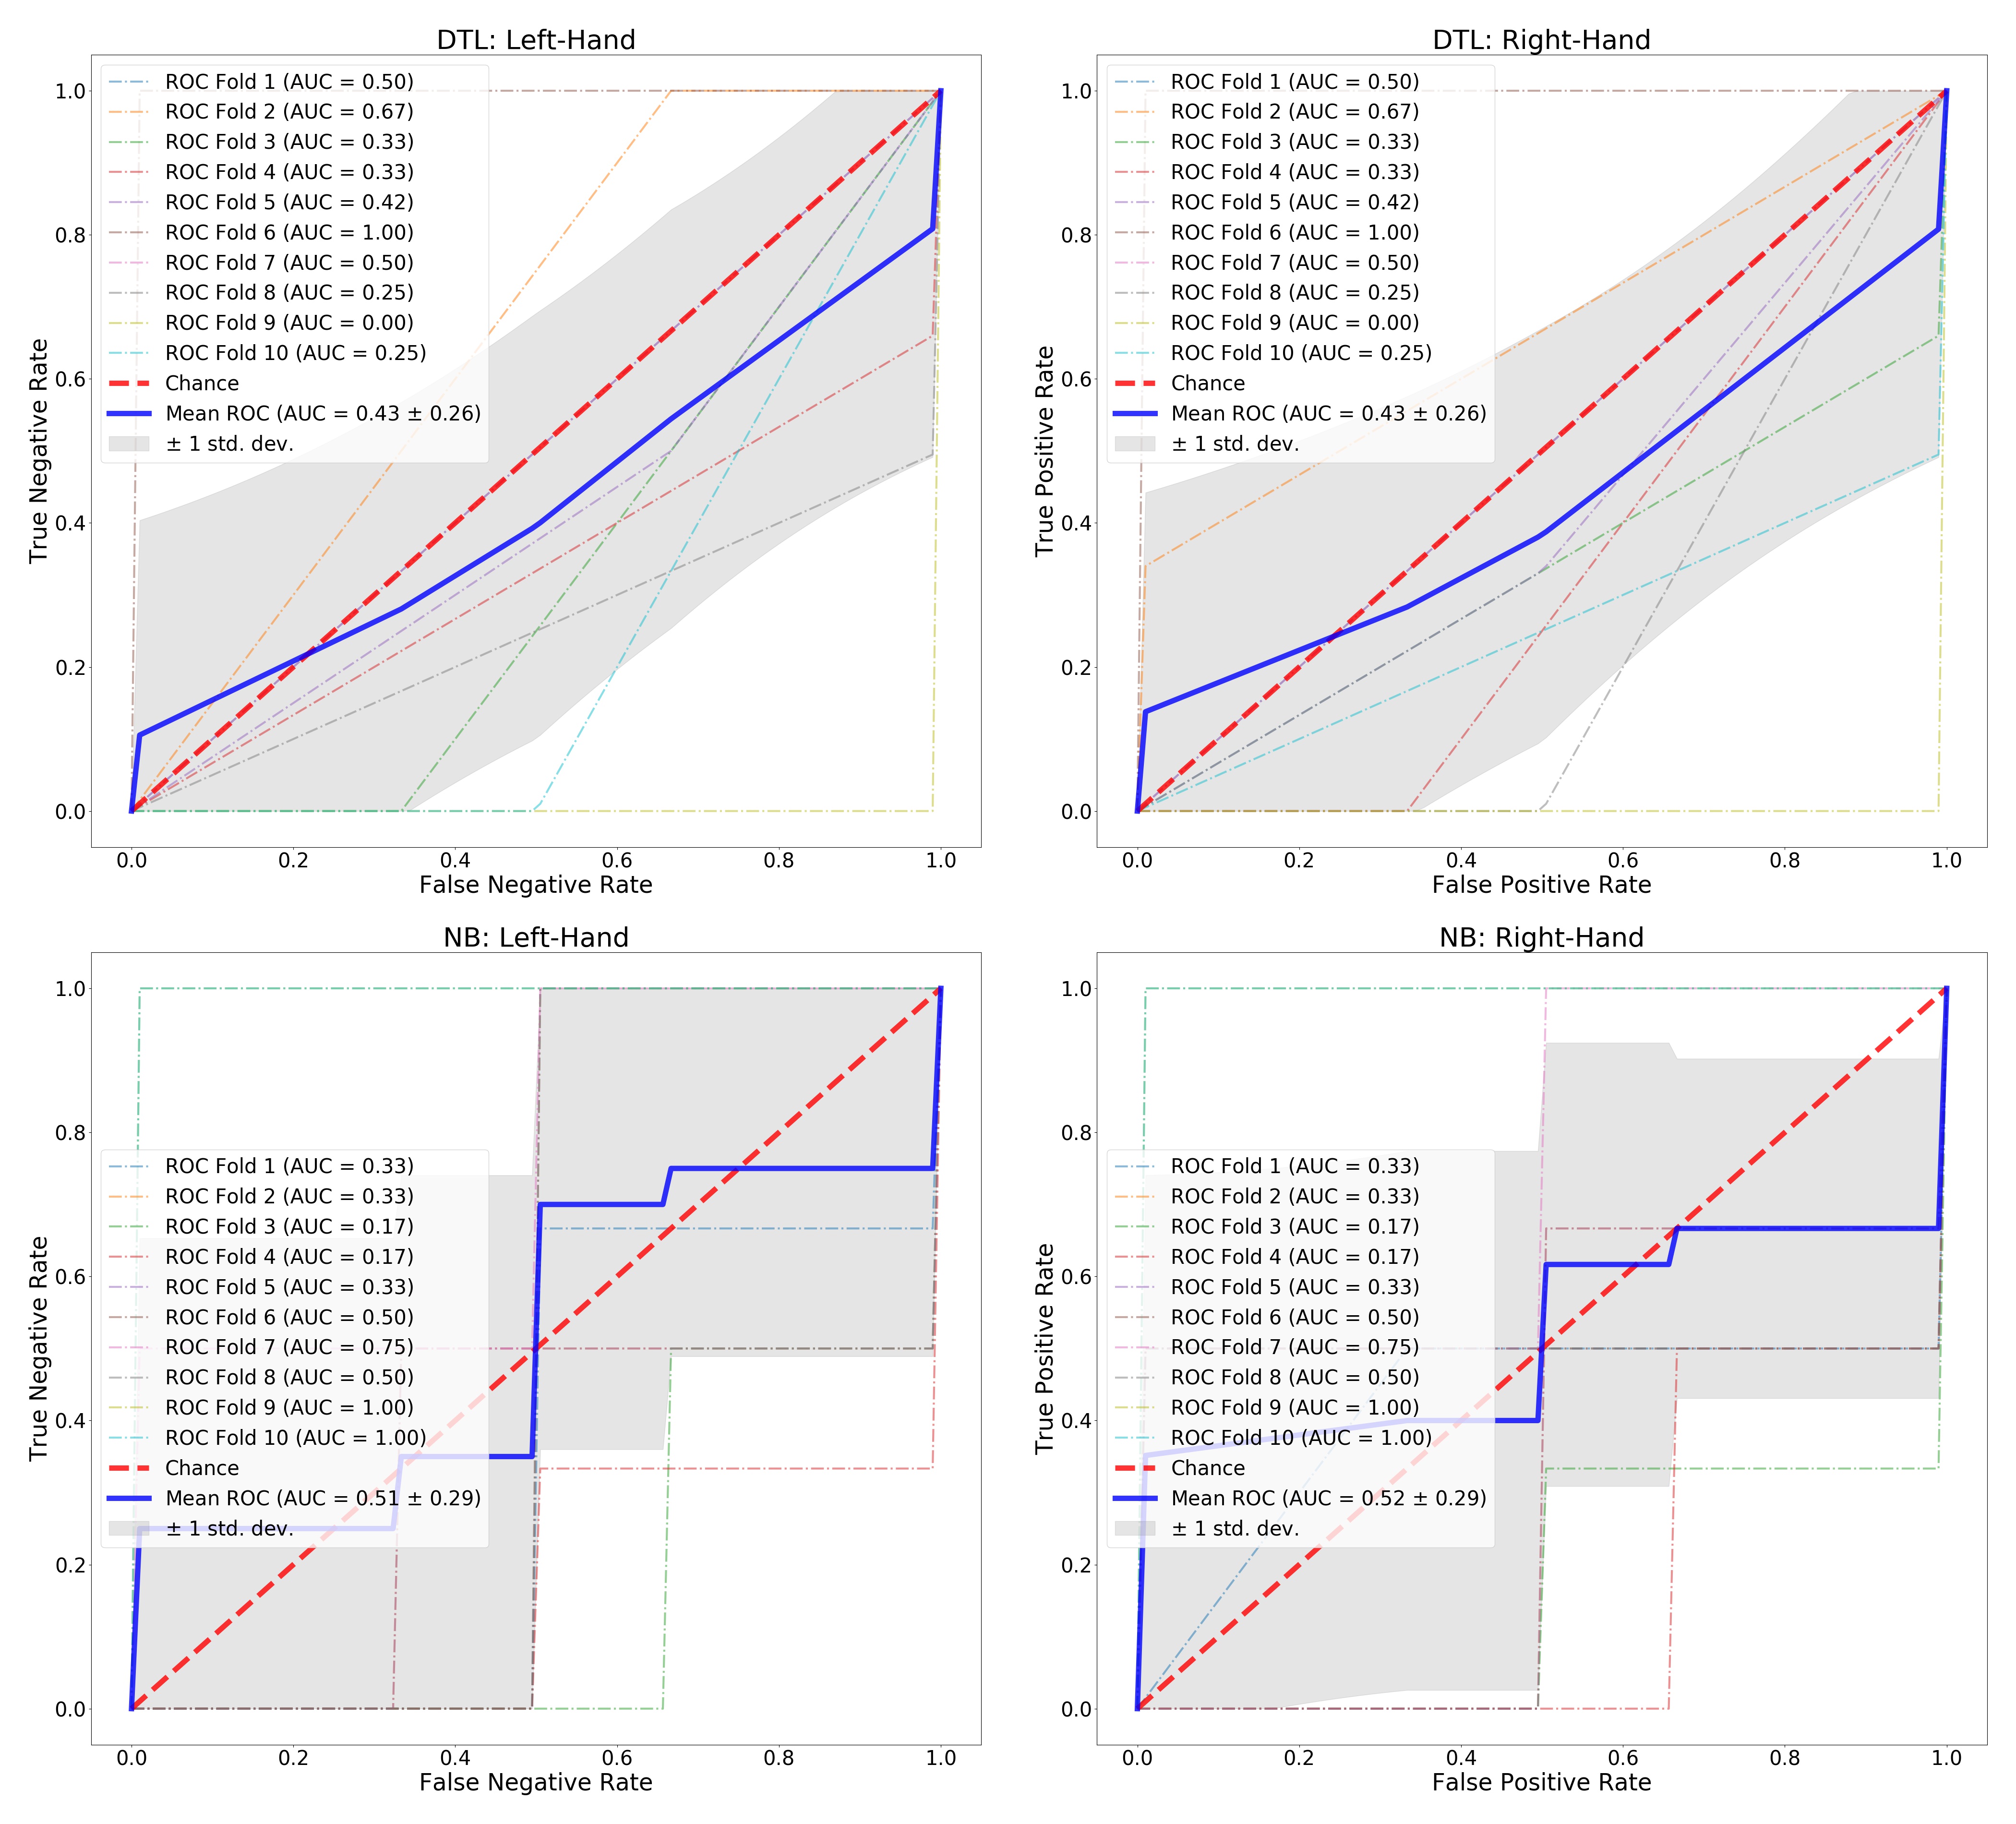 DTL: Left-Hand
True Negative Rate
1.0
0.8
0.6
0.4
0.2
0.0
ROC Fold 1 (AUC = 0.50)
ROC Fold 2 (AUC = 0.67)
ROC Fold 3 (AUC = 0.33)
ROC Fold 4 (AUC = 0.33)
ROC Fold 5 (AUC = 0.42)
ROC Fold 6 (AUC = 1.00)
ROC Fold 7 (AUC = 0.50)
ROC Fold 8 (AUC = 0.25)
ROC Fold 9 (AUC = 0.00)
ROC Fold 10 (AUC = 0.25)
Chance
Mean ROC (AUC = 0.43 ± 0.26)
± 1 std. dev.
0.0 0.2 0.4 0.6 0.8 1.0
False Negative Rate
DTL: Right-Hand
True Positive Rate
1.0
0.8
0.6
0.4
0.2
0.0
ROC Fold 1 (AUC = 0.50)
ROC Fold 2 (AUC = 0.67)
ROC Fold 3 (AUC = 0.33)
ROC Fold 4 (AUC = 0.33)
ROC Fold 5 (AUC = 0.42)
ROC Fold 6 (AUC = 1.00)
ROC Fold 7 (AUC = 0.50)
ROC Fold 8 (AUC = 0.25)
ROC Fold 9 (AUC = 0.00)
ROC Fold 10 (AUC = 0.25)
Chance
Mean ROC (AUC = 0.43 ± 0.26)
± 1 std. dev.
0.0 0.2 0.4 0.6 0.8 1.0
False Positive Rate
NB: Left-Hand
True Negative Rate
1.0
0.8
0.6
0.4
0.2
0.0
ROC Fold 1 (AUC = 0.33)
ROC Fold 2 (AUC = 0.33)
ROC Fold 3 (AUC = 0.17)
ROC Fold 4 (AUC = 0.17)
ROC Fold 5 (AUC = 0.33)
ROC Fold 6 (AUC = 0.50)
ROC Fold 7 (AUC = 0.75)
ROC Fold 8 (AUC = 0.50)
ROC Fold 9 (AUC = 1.00)
ROC Fold 10 (AUC = 1.00)
Chance
Mean ROC (AUC = 0.51 ± 0.29)
± 1 std. dev.
0.0 0.2 0.4 0.6 0.8 1.0
False Negative Rate
NB: Right-Hand
True Positive Rate
1.0
0.8
0.6
0.4
0.2
0.0
ROC Fold 1 (AUC = 0.33)
ROC Fold 2 (AUC = 0.33)
ROC Fold 3 (AUC = 0.17)
ROC Fold 4 (AUC = 0.17)
ROC Fold 5 (AUC = 0.33)
ROC Fold 6 (AUC = 0.50)
ROC Fold 7 (AUC = 0.75)
ROC Fold 8 (AUC = 0.50)
ROC Fold 9 (AUC = 1.00)
ROC Fold 10 (AUC = 1.00)
Chance
Mean ROC (AUC = 0.52 ± 0.29)
± 1 std. dev.
0.0 0.2 0.4 0.6 0.8 1.0
False Positive Rate